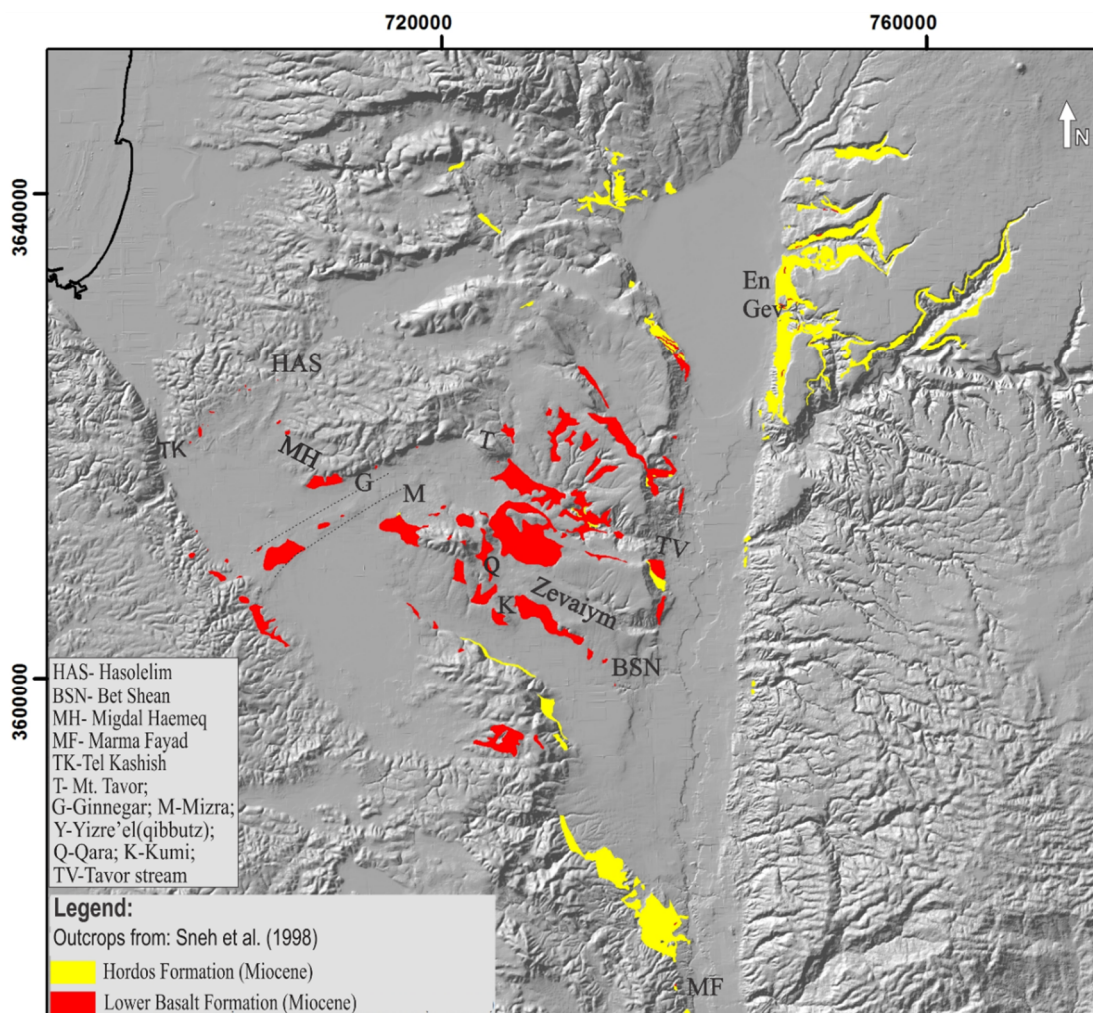 720000
760000
N
3640000
En
Gev
HAS
TK
MH
T
G
M
TV
Q
Zevaiym
K
BSN
3600000
HAS- Hasolelim
BSN- Bet Shean
MH- Migdal Haemeq
MF- Marma Fayad
TK-Tel Kashish
T- Mt. Tavor;
G-Ginnegar; M-Mizra;
Y-Yizre’el(qibbutz);
Q-Qara; K-Kumi;
TV-Tavor stream
MF
Legend:
Outcrops from: Sneh et al. (1998)
Hordos Formation (Miocene)
Lower Basalt Formation (Miocene)